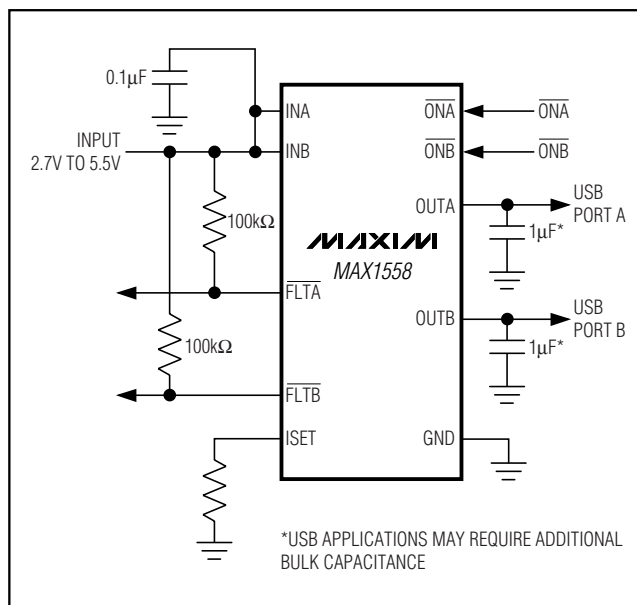 0.1µF
INPUT
2.7V TO 5.5V
100kΩ
100kΩ
INA
INB
FLTA
FLTB
ISET
MAXIM
MAX1558
ONA
ONB
OUTA
OUTB
GND
ONA
ONB
USB
PORT A
1µF*
USB
PORT B
1µF*
*USB APPLICATIONS MAY REQUIRE ADDITIONAL
BULK CAPACITANCE